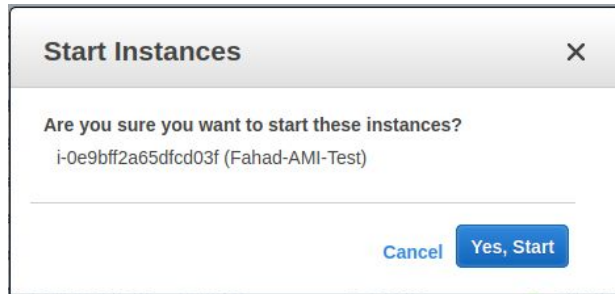 Start Instances
Are you sure you want to start these instances?
i-0e9bff2a65dfcd03f (Fahad-AMI-Test)
Cancel
Yes, Start